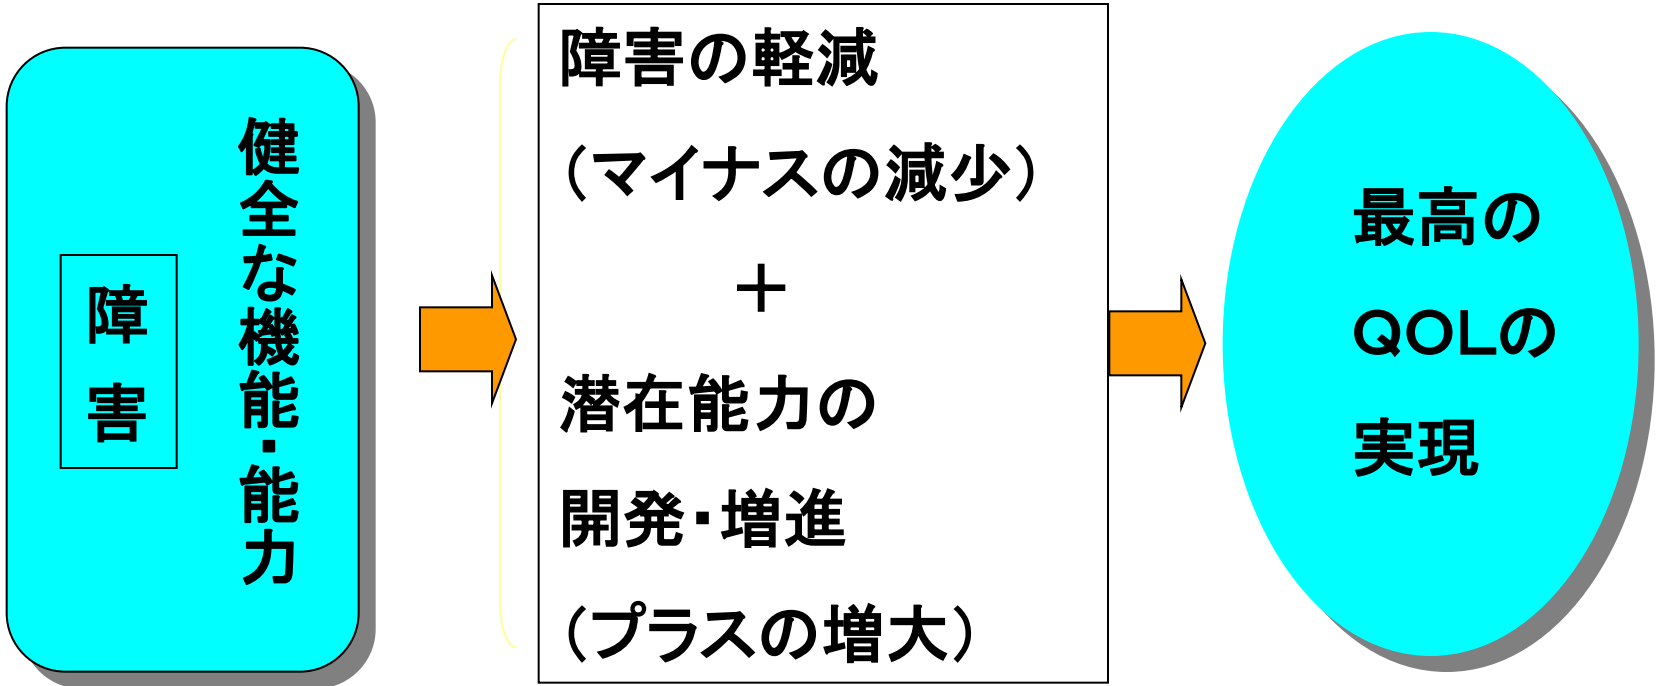 健全な機能・能力
障害
障害の軽減
（マイナスの減少）
＋
潜在能力の
開発・増進
（プラスの増大）
最高の
QOLの
実現